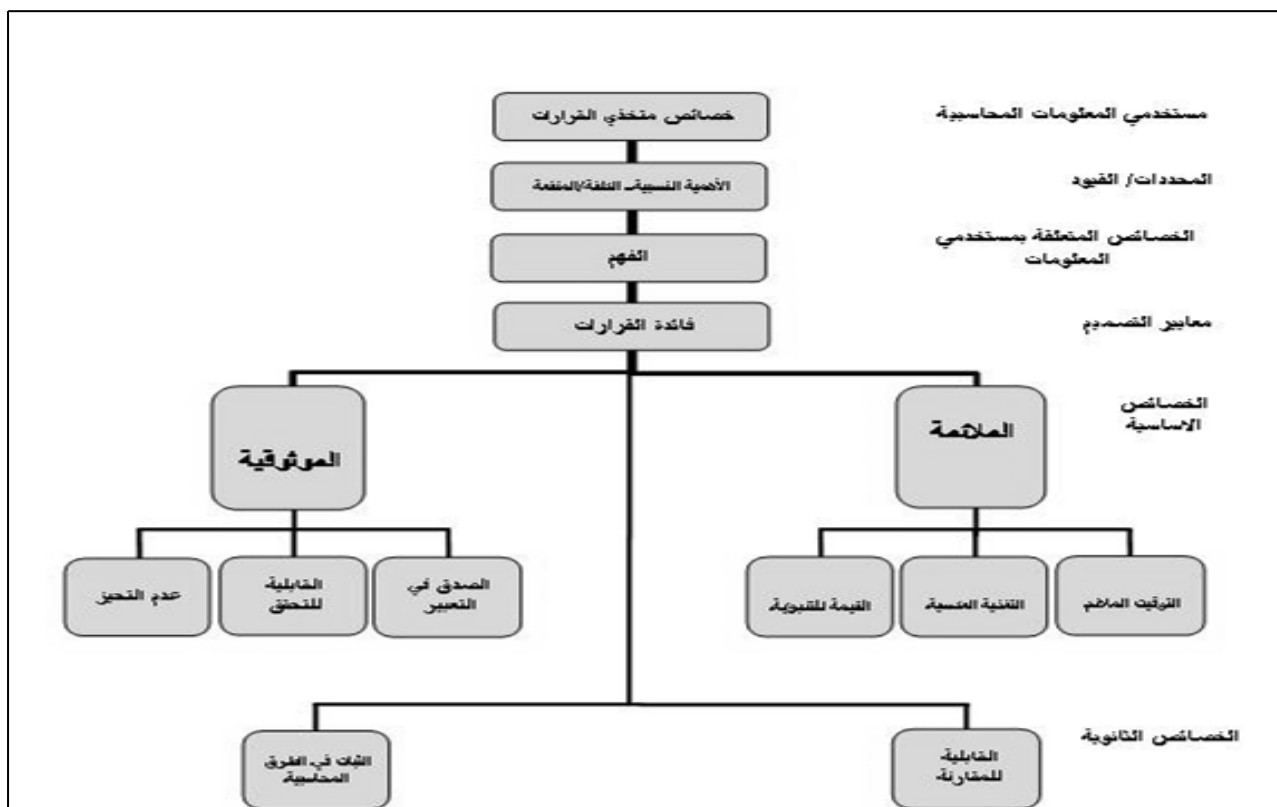 مستخدمي المعلومات المحاسبية
خصائص متخذي القرارات
المحددات/ القيود
الأهمية النسبية ــ التكلفة/المنفعة
الخصائص المتعلقة بمستخدمي
المعلومات
الفهم
معايير التصميم
فائدة القرارات
الخصائص
الاساسية
الملائمة
الموثوقية
التوقيت الملائم
التغذية العكسية
القيمة للتنبوية
الصدق في
التعبير
القابلية
للتحقق
عدم التحيز
الخصائص الثانوية
القابلية
للمقارنة
الثبات في الطرق
المحاسبية